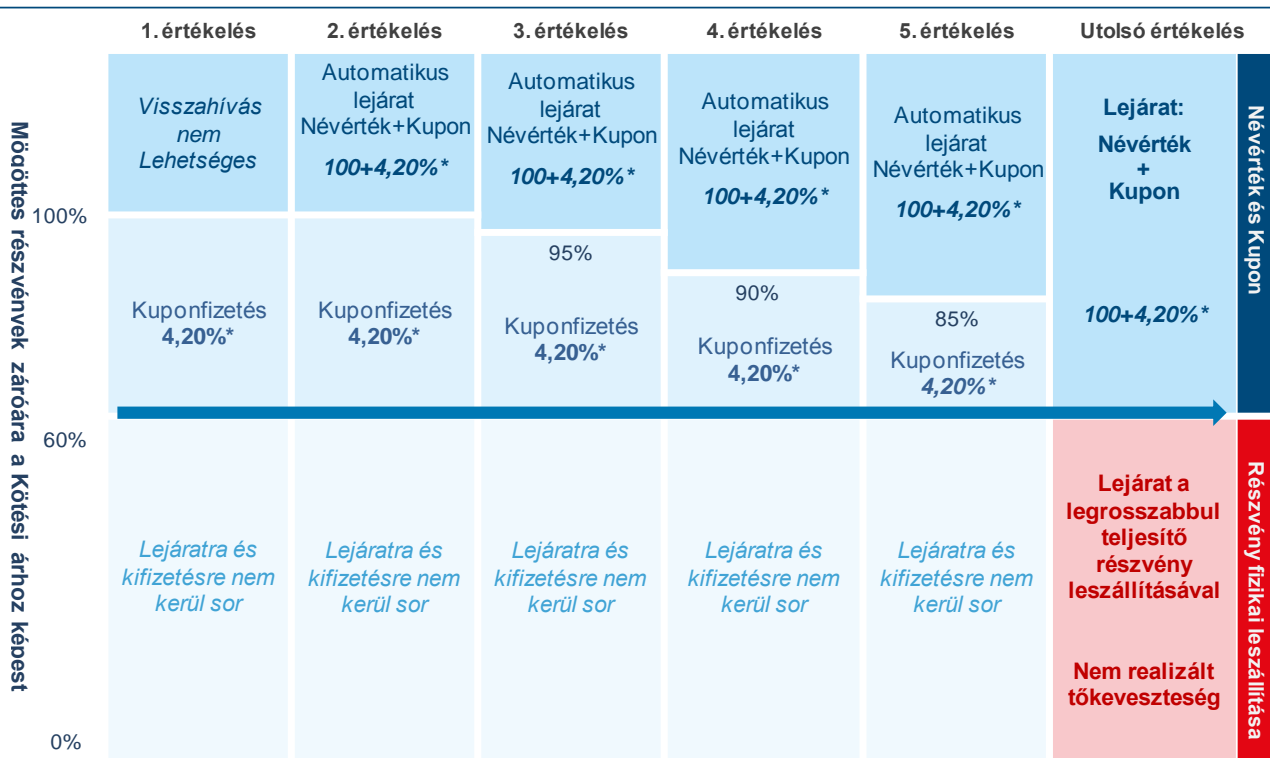 1. értékelés
2. értékelés
3. értékelés
4. értékelés
5. értékelés
Utolsó értékelés
Mögöttes részvények záróára a Kötési árhoz képest
100%
60%
0%
Visszahívás
nem
Lehetséges
Kuponfizetés
4,20%*
Lejáratra és
kifizetésre nem
kerül sor
Automatikus
lejárat
Névérték+Kupon
100+4,20%*
Kuponfizetés
4,20%*
Lejáratra és
kifizetésre nem
kerül sor
Automatikus
lejárat
Névérték+Kupon
100+4,20%*
95%
Kuponfizetés
4,20%*
Lejáratra és
kifizetésre nem
kerül sor
Automatikus
lejárat
Névérték+Kupon
100+4,20%*
90%
Kuponfizetés
4,20%*
Lejáratra és
kifizetésre nem
kerül sor
Automatikus
lejárat
Névérték+Kupon
100+4,20%*
85%
Kuponfizetés
4,20%*
Lejáratra és
kifizetésre nem
kerül sor
Lejárat:
Névérték
+
Kupon
100+4,20%*
Lejárat a
legrosszabbul
teljesítő
részvény
leszállításával
Nem realizált
tőkeveszteség
Névérték és Kupon
Részvény fizikai leszállítása